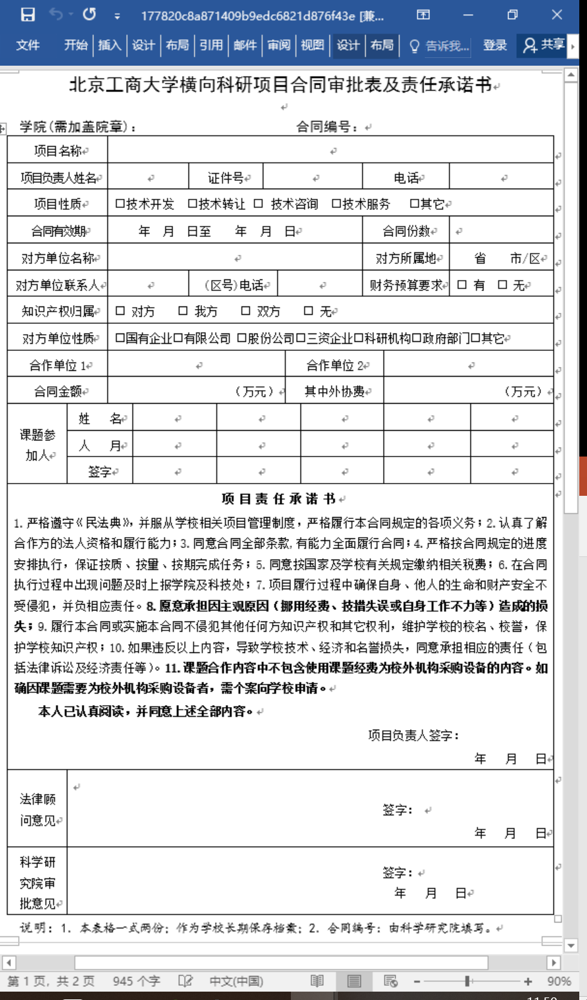 177820c8a871409b9edc6821d876f43e [兼...
文件 开始 插入 设计 布局 引用 邮件 审阅 视图 设计 布局 告诉我... 登录 共享
北京工商大学横向科研项目合同审批表及责任承诺书
学院(需加盖院章)： 合同编号：
项目名称
项目负责人姓名 证件号 电话
项目性质 □技术开发 □技术转让 □ 技术咨询 □技术服务 □其它
合同有效期 年 月 日至 年 月 日 合同份数
对方单位名称 对方所属地 省 市/区
对方单位联系人 (区号)电话 财务预算要求 □ 有 □ 无
知识产权归属 □ 对方 □ 我方 □ 双方 □ 无
对方单位性质 □国有企业□有限公司 □股份公司□三资企业□科研机构□政府部门□其它
合作单位 1 合作单位 2
合同金额 （万元） 其中外协费 （万元）
课题参
加人
姓 名
人 月
签字
项 目 责 任 承 诺 书
1. 严格遵守《民法典》，并服从学校相关项目管理制度，严格履行本合同规定的各项义务；2. 认真了解
合作方的法人资格和履行能力；3. 同意合同全部条款, 有能力全面履行合同；4. 严格按合同规定的进度
安排执行，保证按质、按量、按期完成任务；5. 同意按国家及学校有关规定缴纳相关税费；6. 在合同
执行过程中出现问题及时上报学院及科技处；7. 项目履行过程中确保自身、他人的生命和财产安全不
受侵犯，并负相应责任。8. 愿意承担因主观原因（挪用经费、技措失误或自身工作不力等）造成的损
失；9. 履行本合同或实施本合同不侵犯其他任何方知识产权和其它权利，维护学校的校名、校誉，保
护学校知识产权；10. 如果违反以上内容，导致学校技术、经济和名誉损失，同意承担相应的责任（包
括法律诉讼及经济责任等）。11. 课题合作内容中不包含使用课题经费为校外机构采购设备的内容。如
确因课题需要为校外机构采购设备者，需个案向学校申请。
本人已认真阅读，并同意上述全部内容。
项目负责人签字：
年 月 日
法律顾
问意见
签字：
年 月 日
科学研
究院审
批意见
签字：
年 月 日
说明：1. 本表格一式两份；作为学校长期保存档案；2. 合同编号：由科学研究院填写。
第 1 页，共 2 页 945 个字 中文(中国) 90%